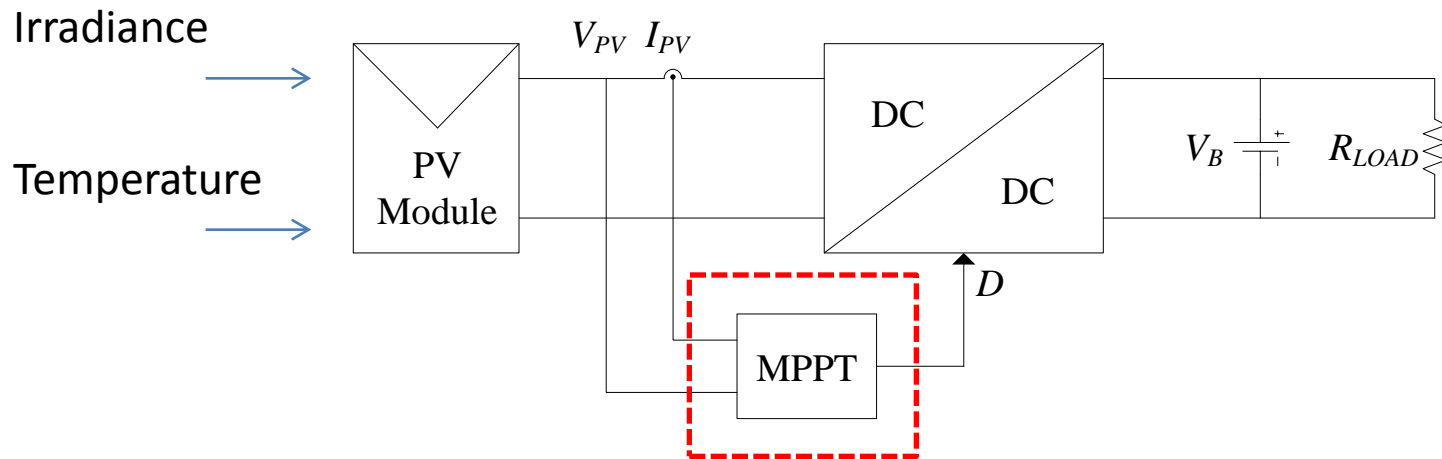 Irradiance
V_PV I_PV
DC
PV
Module
Temperature
DC
V_B
+
−
R_LOAD
D
MPPT